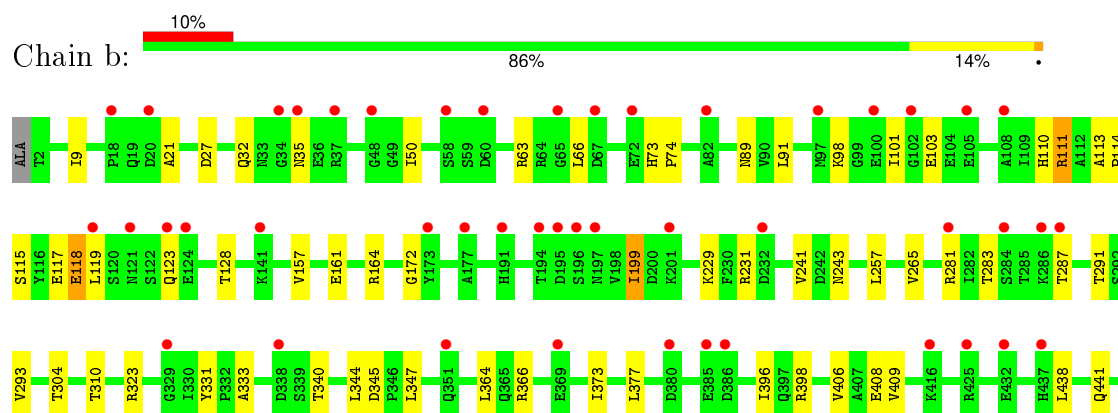 10%
Chain b:
86% 14% •
ALA T2 I9 P18 Q19 D20 A21 D27 Q32 N33 G34 N35 E36 R37 G48 G49 I50 S58 S59 D60 R63 R64 G65 L66 D67 E72 H73 P74 A82 N89 V90 L91 M97 K98 G99 E100 I101 G102 E103 E104 E105 A108 I109 H110 R111 A112 A113 P114
S115 Y116 E117 E118 L119 S120 N121 S122 Q123 E124 T128 K141 V157 E161 R164 G172 Y173 A177 H191 T194 D195 S196 N197 V198 I199 D200 K201 K229 F230 R231 D232 V241 D242 N243 L257 V265 R281 I282 T283 S284 T285 K286 T287 T291 S292
V293 T304 T310 R323 G329 I330 Y331 P332 A333 D338 S339 T340 L344 D345 P346 L347 Q351 L364 Q365 R366 E369 I373 L377 D380 E385 D386 I396 Q397 R398 V406 A407 E408 V409 K416 R425 E432 H437 L438 Q441